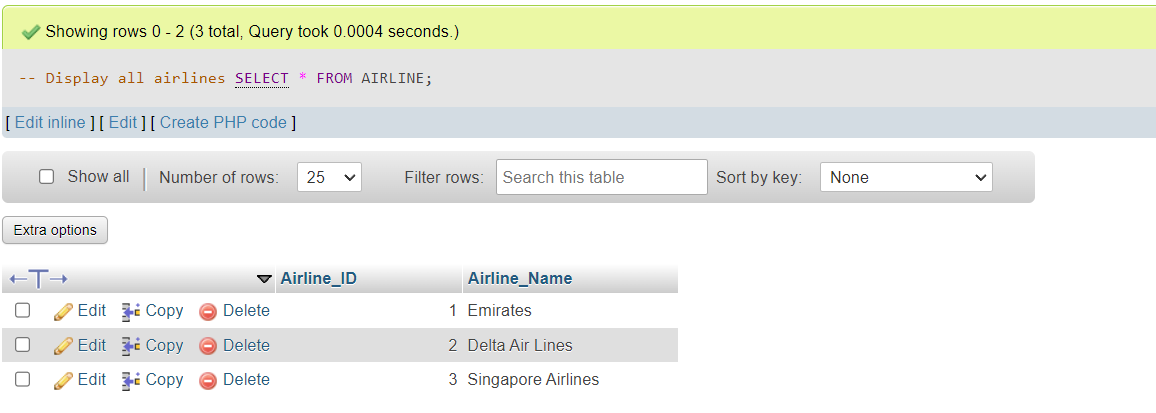 Showing rows 0 - 2 (3 total, Query took 0.0004 seconds.)
-- Display all airlines SELECT * FROM AIRLINE;
[ Edit inline ] [ Edit ] [ Create PHP code ]
Show all | Number of rows: 25 Filter rows: Search this table Sort by key: None
Extra options
←T→ Airline_ID Airline_Name
Edit Copy Delete 1 Emirates
Edit Copy Delete 2 Delta Air Lines
Edit Copy Delete 3 Singapore Airlines